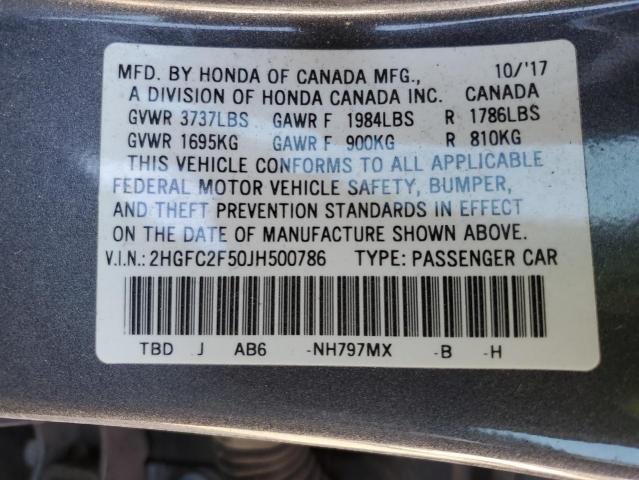 MFD. BY HONDA OF CANADA MFG., 10/'17
A DIVISION OF HONDA CANADA INC. CANADA
GVWR 3737LBS GAWR F 1984LBS R 1786LBS
GVWR 1695KG GAWR F 900KG R 810KG
THIS VEHICLE CONFORMS TO ALL APPLICABLE
FEDERAL MOTOR VEHICLE SAFETY, BUMPER,
AND THEFT PREVENTION STANDARDS IN EFFECT
ON THE DATE OF MANUFACTURE SHOWN ABOVE.
V.I.N.: 2HGFC2F50JH500786 TYPE: PASSENGER CAR
TBD J AB6 -NH797MX -B -H